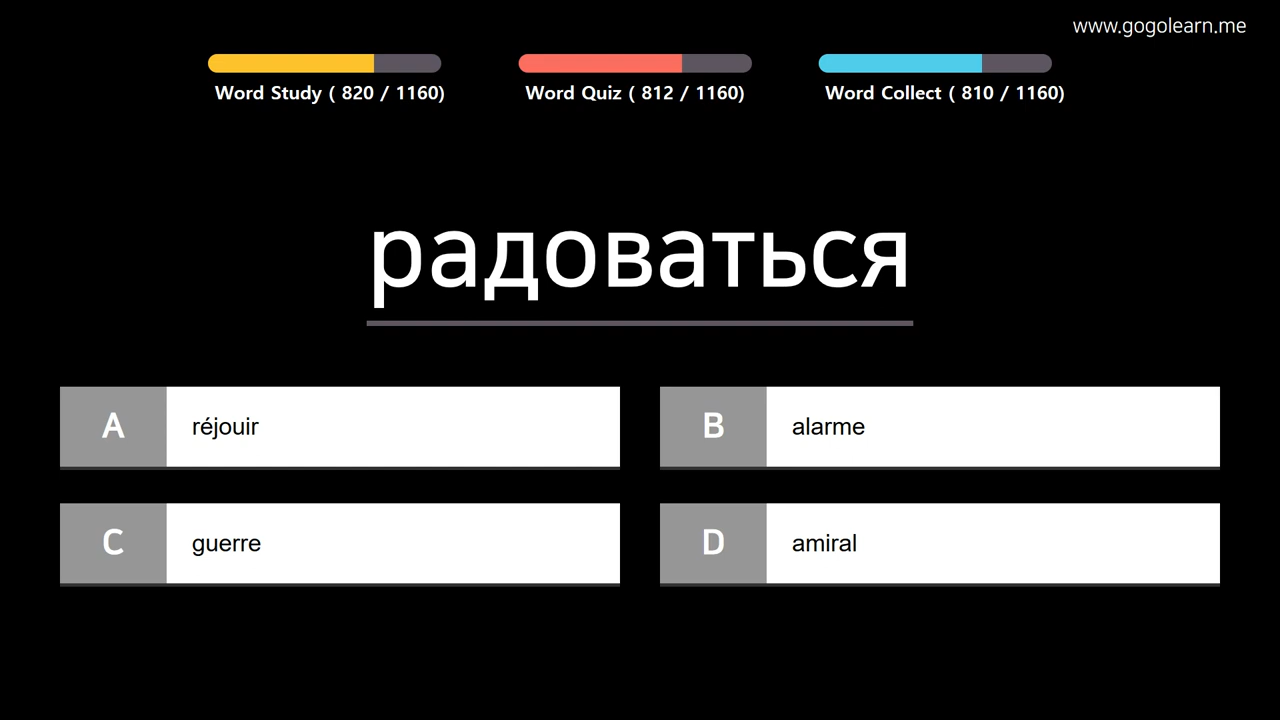 www.gogolearn.me
Word Study ( 820 / 1160)
Word Quiz ( 812 / 1160)
Word Collect ( 810 / 1160)
радоваться
A réjouir
B alarme
C guerre
D amiral